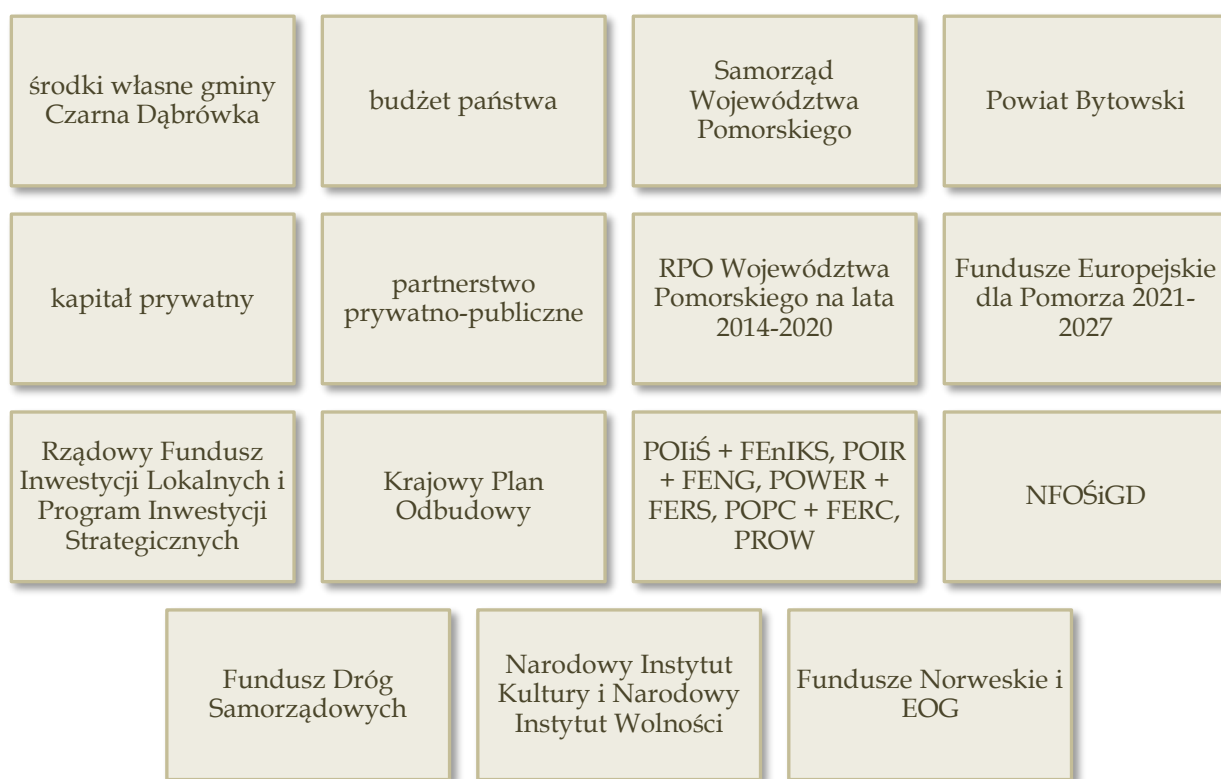 środki własne gminy
Czarna Dąbrówka
budżet państwa
Samorząd
Województwa
Pomorskiego
Powiat Bytowski
kapitał prywatny
partnerstwo
prywatno-publiczne
RPO Województwa
Pomorskiego na lata
2014-2020
Fundusze Europejskie
dla Pomorza 2021-
2027
Rządowy Fundusz
Inwestycji Lokalnych i
Program Inwestycji
Strategicznych
Krajowy Plan
Odbudowy
POIiŚ + FEnIKS, POIR
+ FENG, POWER +
FERS, POPC + FERC,
PROW
NFOŚiGD
Fundusz Dróg
Samorządowych
Narodowy Instytut
Kultury i Narodowy
Instytut Wolności
Fundusze Norweskie i
EOG